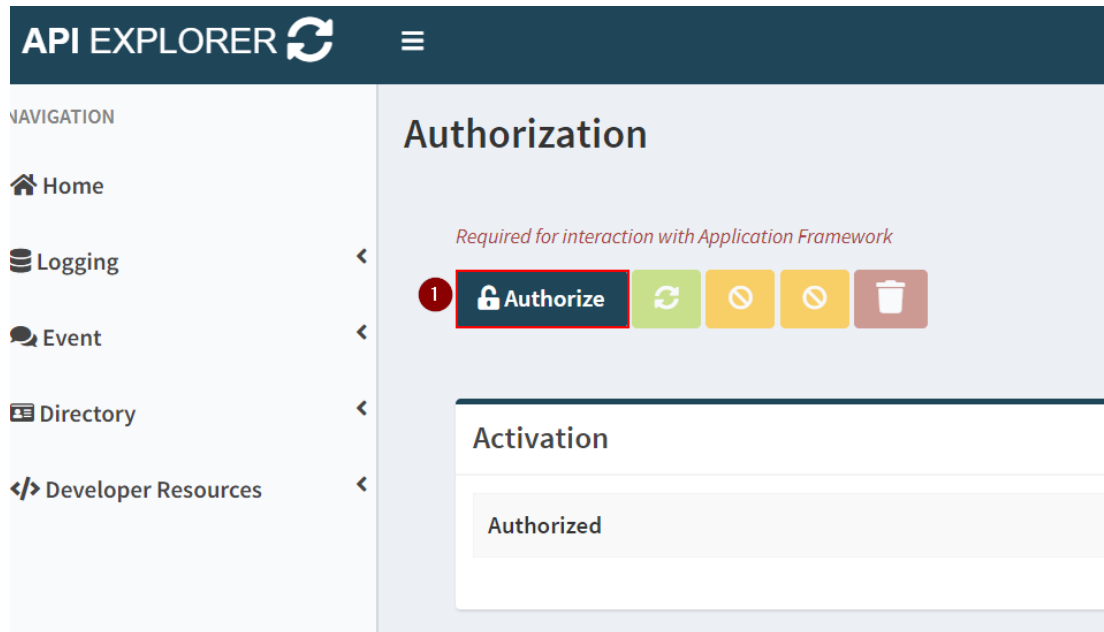 API EXPLORER
NAVIGATION
Home
Logging
Event
Directory
</> Developer Resources
Authorization
Required for interaction with Application Framework
1 Authorize
Activation
Authorized